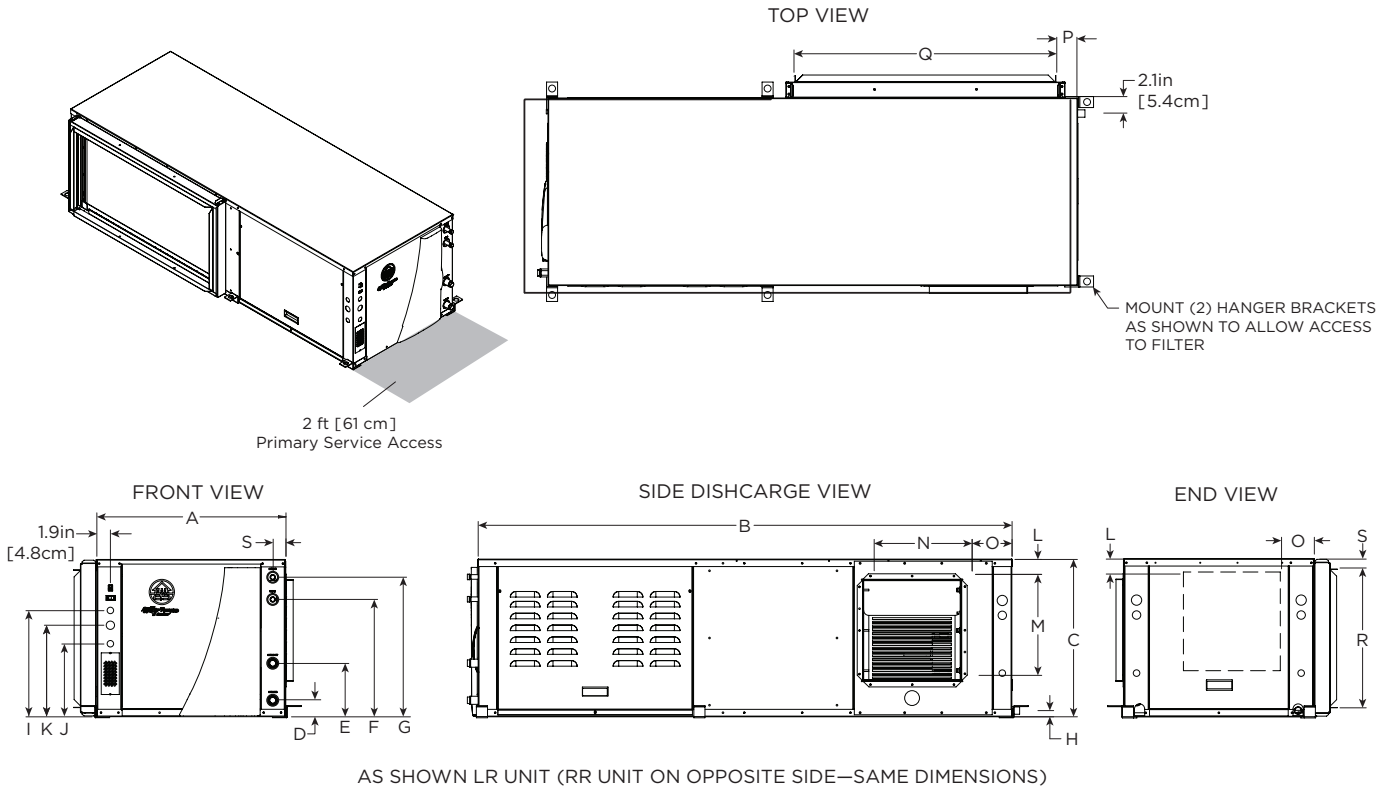 TOP VIEW
P
Q
2.1in
[5.4cm]
MOUNT (2) HANGER BRACKETS
AS SHOWN TO ALLOW ACCESS
TO FILTER
2 ft [61 cm]
Primary Service Access
FRONT VIEW
SIDE DISHCARGE VIEW
END VIEW
A
1.9in
[4.8cm]
S
I K J
D
E
F
G
B
L
N
O
M
C
H
L
O
S
R
AS SHOWN LR UNIT (RR UNIT ON OPPOSITE SIDE—SAME DIMENSIONS)